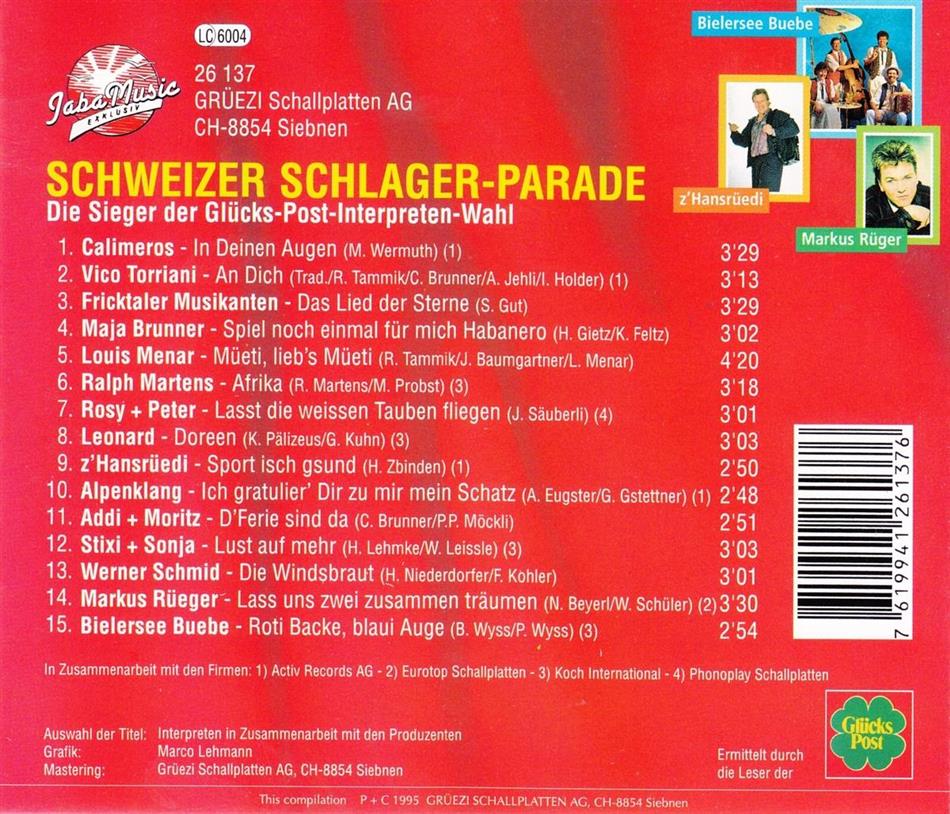 Bielersee Buebe
LC 6004
JabaMusic
EXKLUSIV
26 137
GRÜEZI Schallplatten AG
CH-8854 Siebnen
z'Hansrüedi
Markus Rüger
SCHWEIZER SCHLAGER-PARADE
Die Sieger der Glücks-Post-Interpreten-Wahl
1. Calimeros - In Deinen Augen (M. Wermuth) (1) 3'29
2. Vico Torriani - An Dich (Trad./R. Tammik/C. Brunner/A. Jehli/I. Holder) (1) 3'13
3. Fricktaler Musikanten - Das Lied der Sterne (S. Gut) 3'29
4. Maja Brunner - Spiel noch einmal für mich Habanero (H. Gietz/K. Feltz) 3'02
5. Louis Menar - Müeti, lieb's Müeti (R. Tammik/J. Baumgartner/L. Menar) 4'20
6. Ralph Martens - Afrika (R. Martens/M. Probst) (3) 3'18
7. Rosy + Peter - Lasst die weissen Tauben fliegen (J. Säuberli) (4) 3'01
8. Leonard - Doreen (K. Pälizeus/G. Kuhn) (3) 3'03
9. z'Hansrüedi - Sport isch gsund (H. Zbinden) (1) 2'50
10. Alpenklang - Ich gratulier' Dir zu mir mein Schatz (A. Eugster/G. Gstettner) (1) 2'48
11. Addi + Moritz - D'Ferie sind da (C. Brunner/P.P. Möckli) 2'51
12. Stixi + Sonja - Lust auf mehr (H. Lehmke/W. Leissle) (3) 3'03
13. Werner Schmid - Die Windsbraut (H. Niederdorfer/F. Köhler) 3'01
14. Markus Rüeger - Lass uns zwei zusammen träumen (N. Beyerl/W. Schüler) (2) 3'30
15. Bielersee Buebe - Roti Backe, blaui Auge (B. Wyss/P. Wyss) (3) 2'54
7 619941 261376
In Zusammenarbeit mit den Firmen: 1) Activ Records AG - 2) Eurotop Schallplatten - 3) Koch International - 4) Phonoplay Schallplatten
Auswahl der Titel: Interpreten in Zusammenarbeit mit den Produzenten
Grafik: Marco Lehmann
Mastering: Grüezi Schallplatten AG, CH-8854 Siebnen
Ermittelt durch
die Leser der
Glücks
Post
This compilation P + C 1995 GRÜEZI SCHALLPLATTEN AG, CH-8854 Siebnen